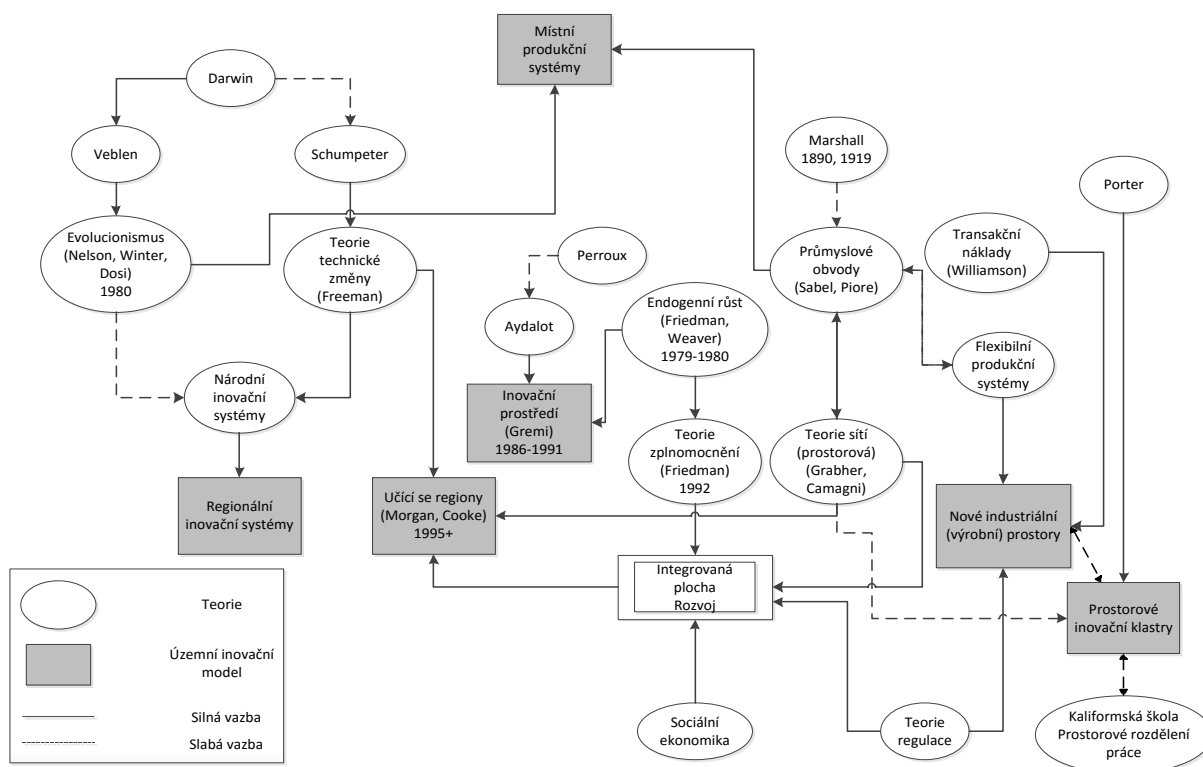 Místní
produkční
systémy
Darwin
Veblen
Schumpeter
Marshall
1890, 1919
Porter
Evolucionismus
(Nelson, Winter,
Dosi)
1980
Teorie
technické
změny
(Freeman)
Perroux
Průmyslové
obvody
(Sabel, Piore)
Transakční
náklady
(Williamson)
Aydalot
Endogenní růst
(Friedman,
Weaver)
1979-1980
Flexibilní
produkční
systémy
Národní
inovační
systémy
Inovační
prostředí
(Gremi)
1986-1991
Teorie
zplnomocnění
(Friedman)
1992
Teorie sítí
(prostorová)
(Grabher,
Camagni)
Regionální
inovační systémy
Učící se regiony
(Morgan, Cooke)
1995+
Nové industriální
(výrobní) prostory
Integrovaná
plocha
Rozvoj
Prostorové
inovační klastry
Sociální
ekonomika
Teorie
regulace
Kaliformská škola
Prostorové rozdělení
práce
Teorie
Územní inovační
model
Silná vazba
Slabá vazba